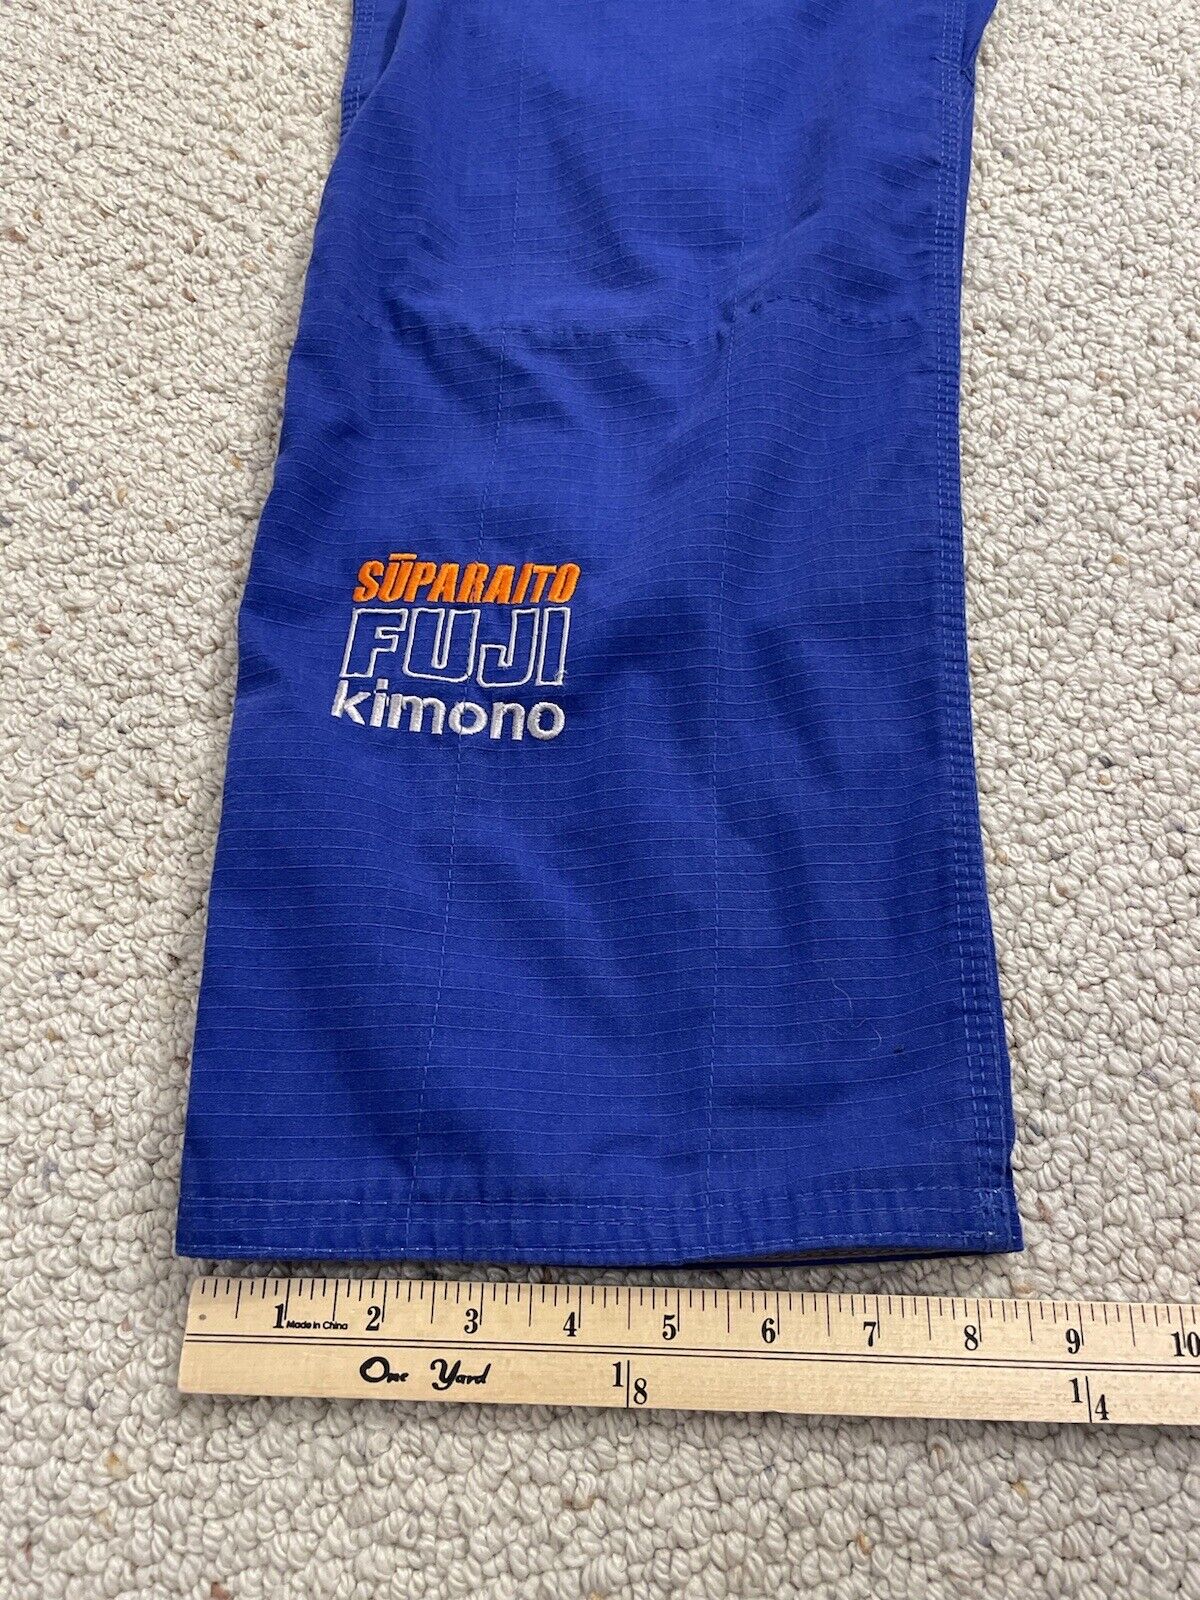 SŪPARAITO
FUJI
kimono
1 Made in China 2 3 4 5 6 7 8 9 10
One Yard 1|8 1|4